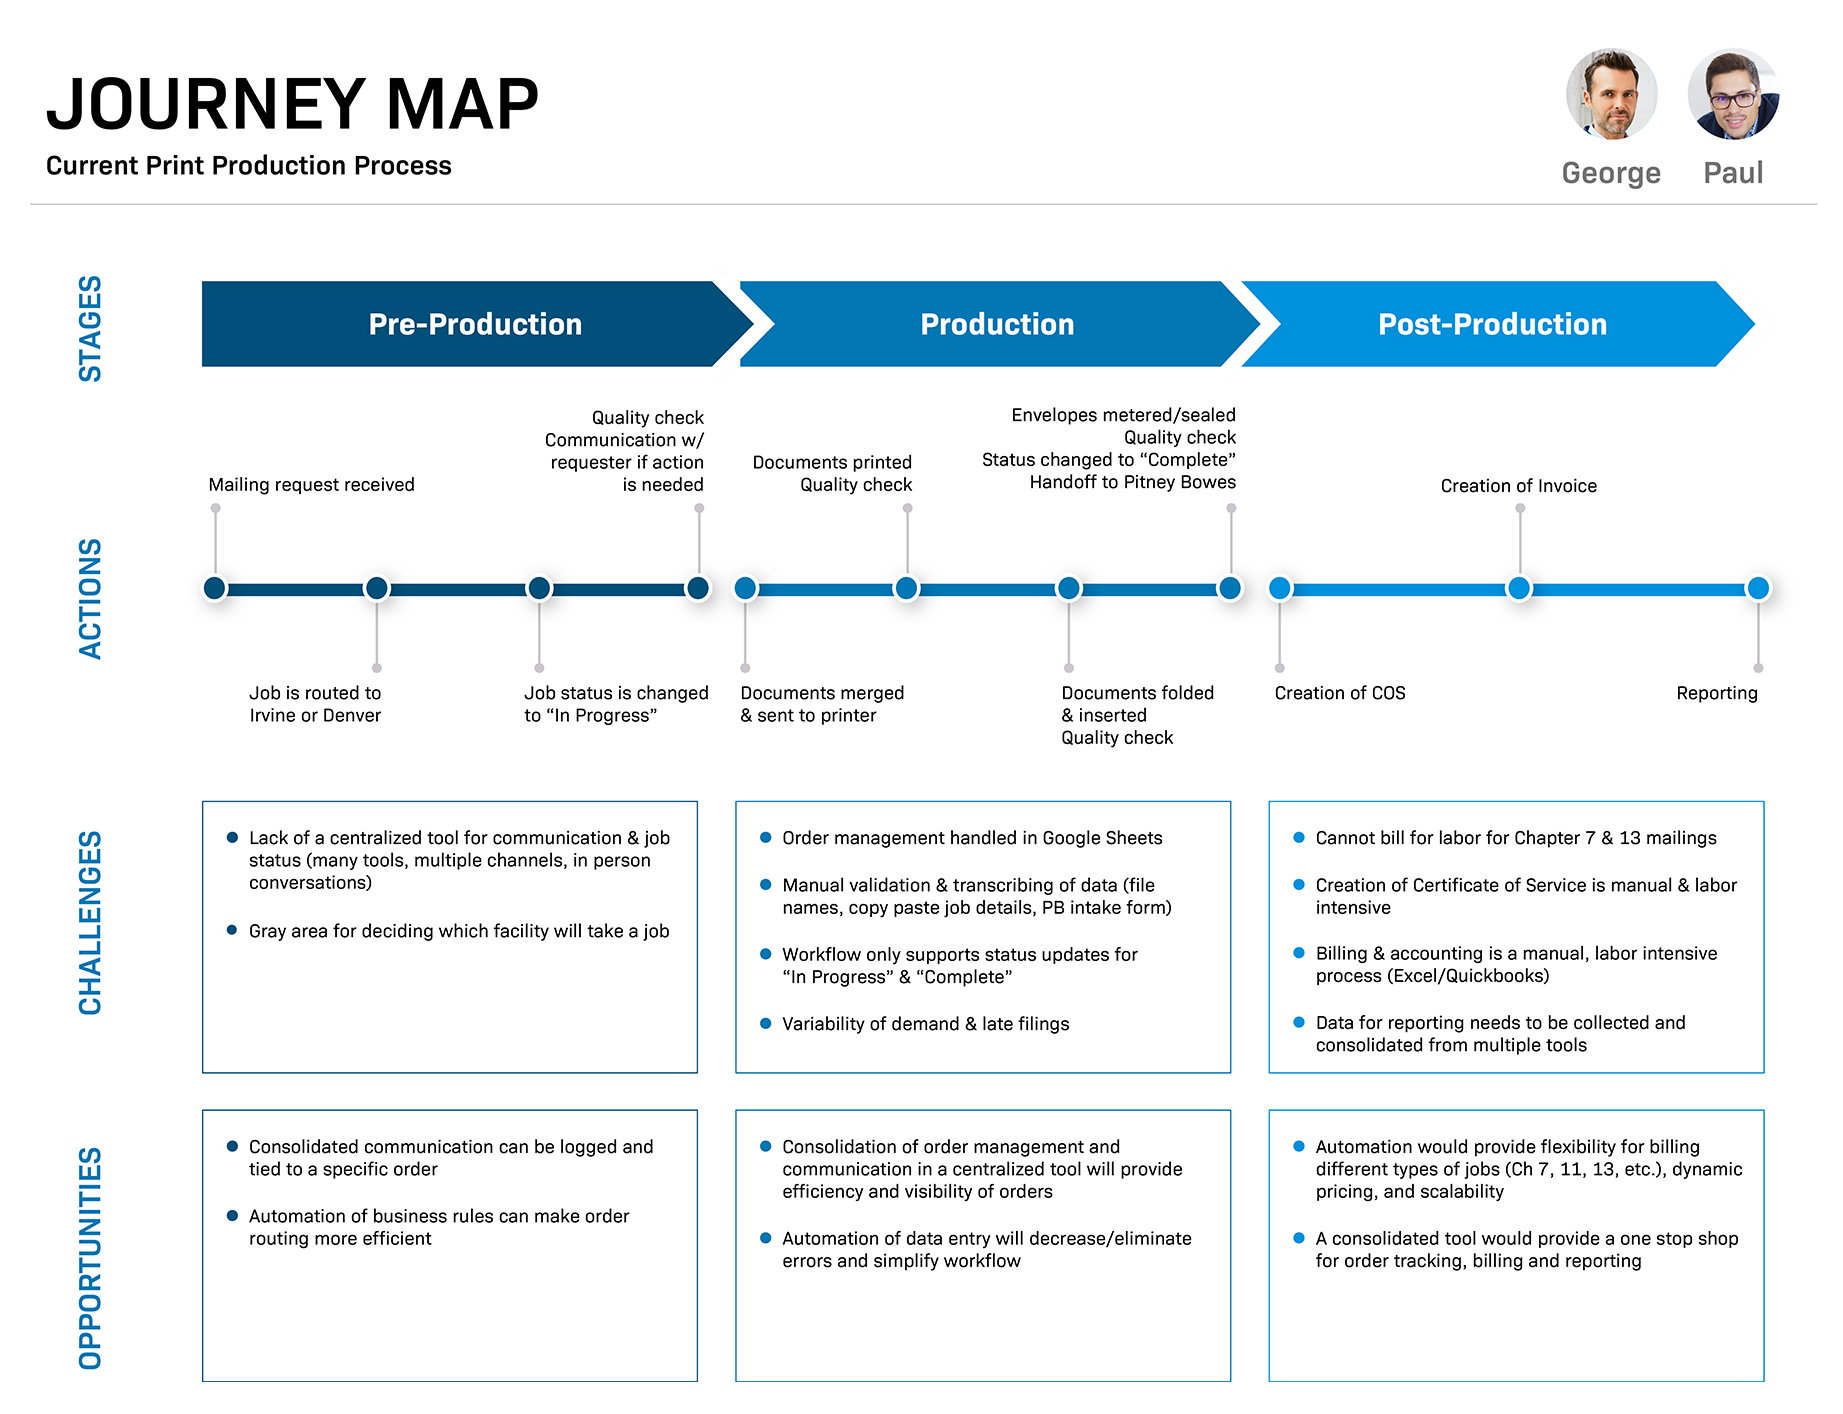 JOURNEY MAP
Current Print Production Process
George
Paul
STAGES
Pre-Production
Production
Post-Production
ACTIONS
Mailing request received
Quality check
Communication w/
requester if action
is needed
Documents printed
Quality check
Envelopes metered/sealed
Quality check
Status changed to “Complete”
Handoff to Pitney Bowes
Creation of Invoice
Job is routed to
Irvine or Denver
Job status is changed
to “In Progress”
Documents merged
& sent to printer
Documents folded
& inserted
Quality check
Creation of COS
Reporting
CHALLENGES
Lack of a centralized tool for communication & job
status (many tools, multiple channels, in person
conversations)
Gray area for deciding which facility will take a job
Order management handled in Google Sheets
Manual validation & transcribing of data (file
names, copy paste job details, PB intake form)
Workflow only supports status updates for
“In Progress” & “Complete”
Variability of demand & late filings
Cannot bill for labor for Chapter 7 & 13 mailings
Creation of Certificate of Service is manual & labor
intensive
Billing & accounting is a manual, labor intensive
process (Excel/Quickbooks)
Data for reporting needs to be collected and
consolidated from multiple tools
OPPORTUNITIES
Consolidated communication can be logged and
tied to a specific order
Automation of business rules can make order
routing more efficient
Consolidation of order management and
communication in a centralized tool will provide
efficiency and visibility of orders
Automation of data entry will decrease/eliminate
errors and simplify workflow
Automation would provide flexibility for billing
different types of jobs (Ch 7, 11, 13, etc.), dynamic
pricing, and scalability
A consolidated tool would provide a one stop shop
for order tracking, billing and reporting